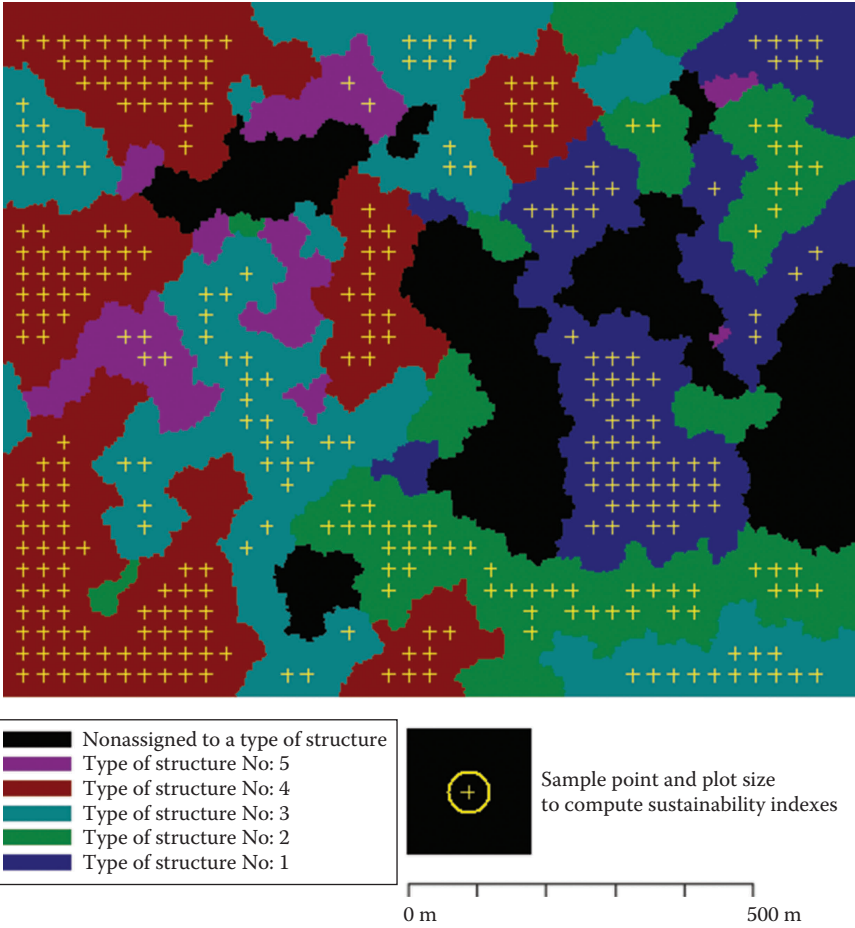 Nonassigned to a type of structure
Type of structure No: 5
Type of structure No: 4
Type of structure No: 3
Type of structure No: 2
Type of structure No: 1
Sample point and plot size
to compute sustainability indexes
0 m 500 m